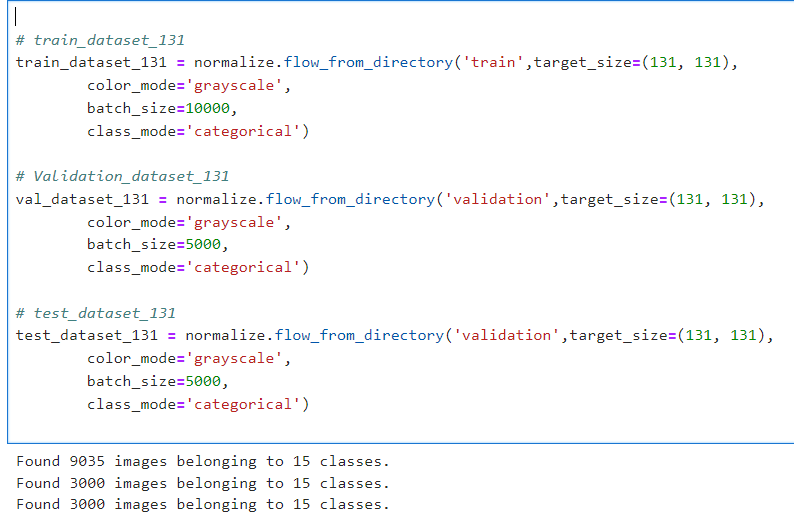 # train_dataset_131
train_dataset_131 = normalize.flow_from_directory('train',target_size=(131, 131),
        color_mode='grayscale',
        batch_size=10000,
        class_mode='categorical')
# Validation_dataset_131
val_dataset_131 = normalize.flow_from_directory('validation',target_size=(131, 131),
        color_mode='grayscale',
        batch_size=5000,
        class_mode='categorical')
# test_dataset_131
test_dataset_131 = normalize.flow_from_directory('validation',target_size=(131, 131),
        color_mode='grayscale',
        batch_size=5000,
        class_mode='categorical')
Found 9035 images belonging to 15 classes.
Found 3000 images belonging to 15 classes.
Found 3000 images belonging to 15 classes.